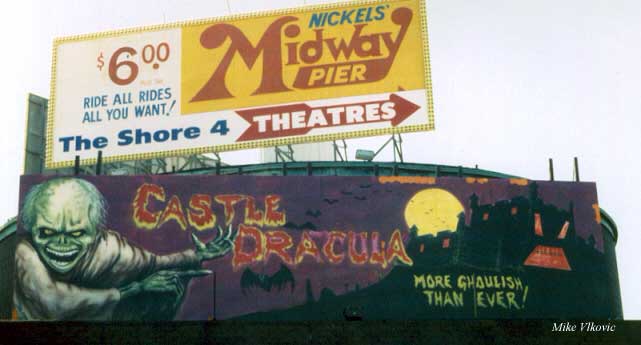 $6.00
RIDE ALL RIDES
ALL YOU WANT!
NICKELS'
Midway
PIER
The Shore 4 THEATRES
CASTLE
DRACULA
MORE GHOULISH
THAN EVER!
Mike Vlkovic